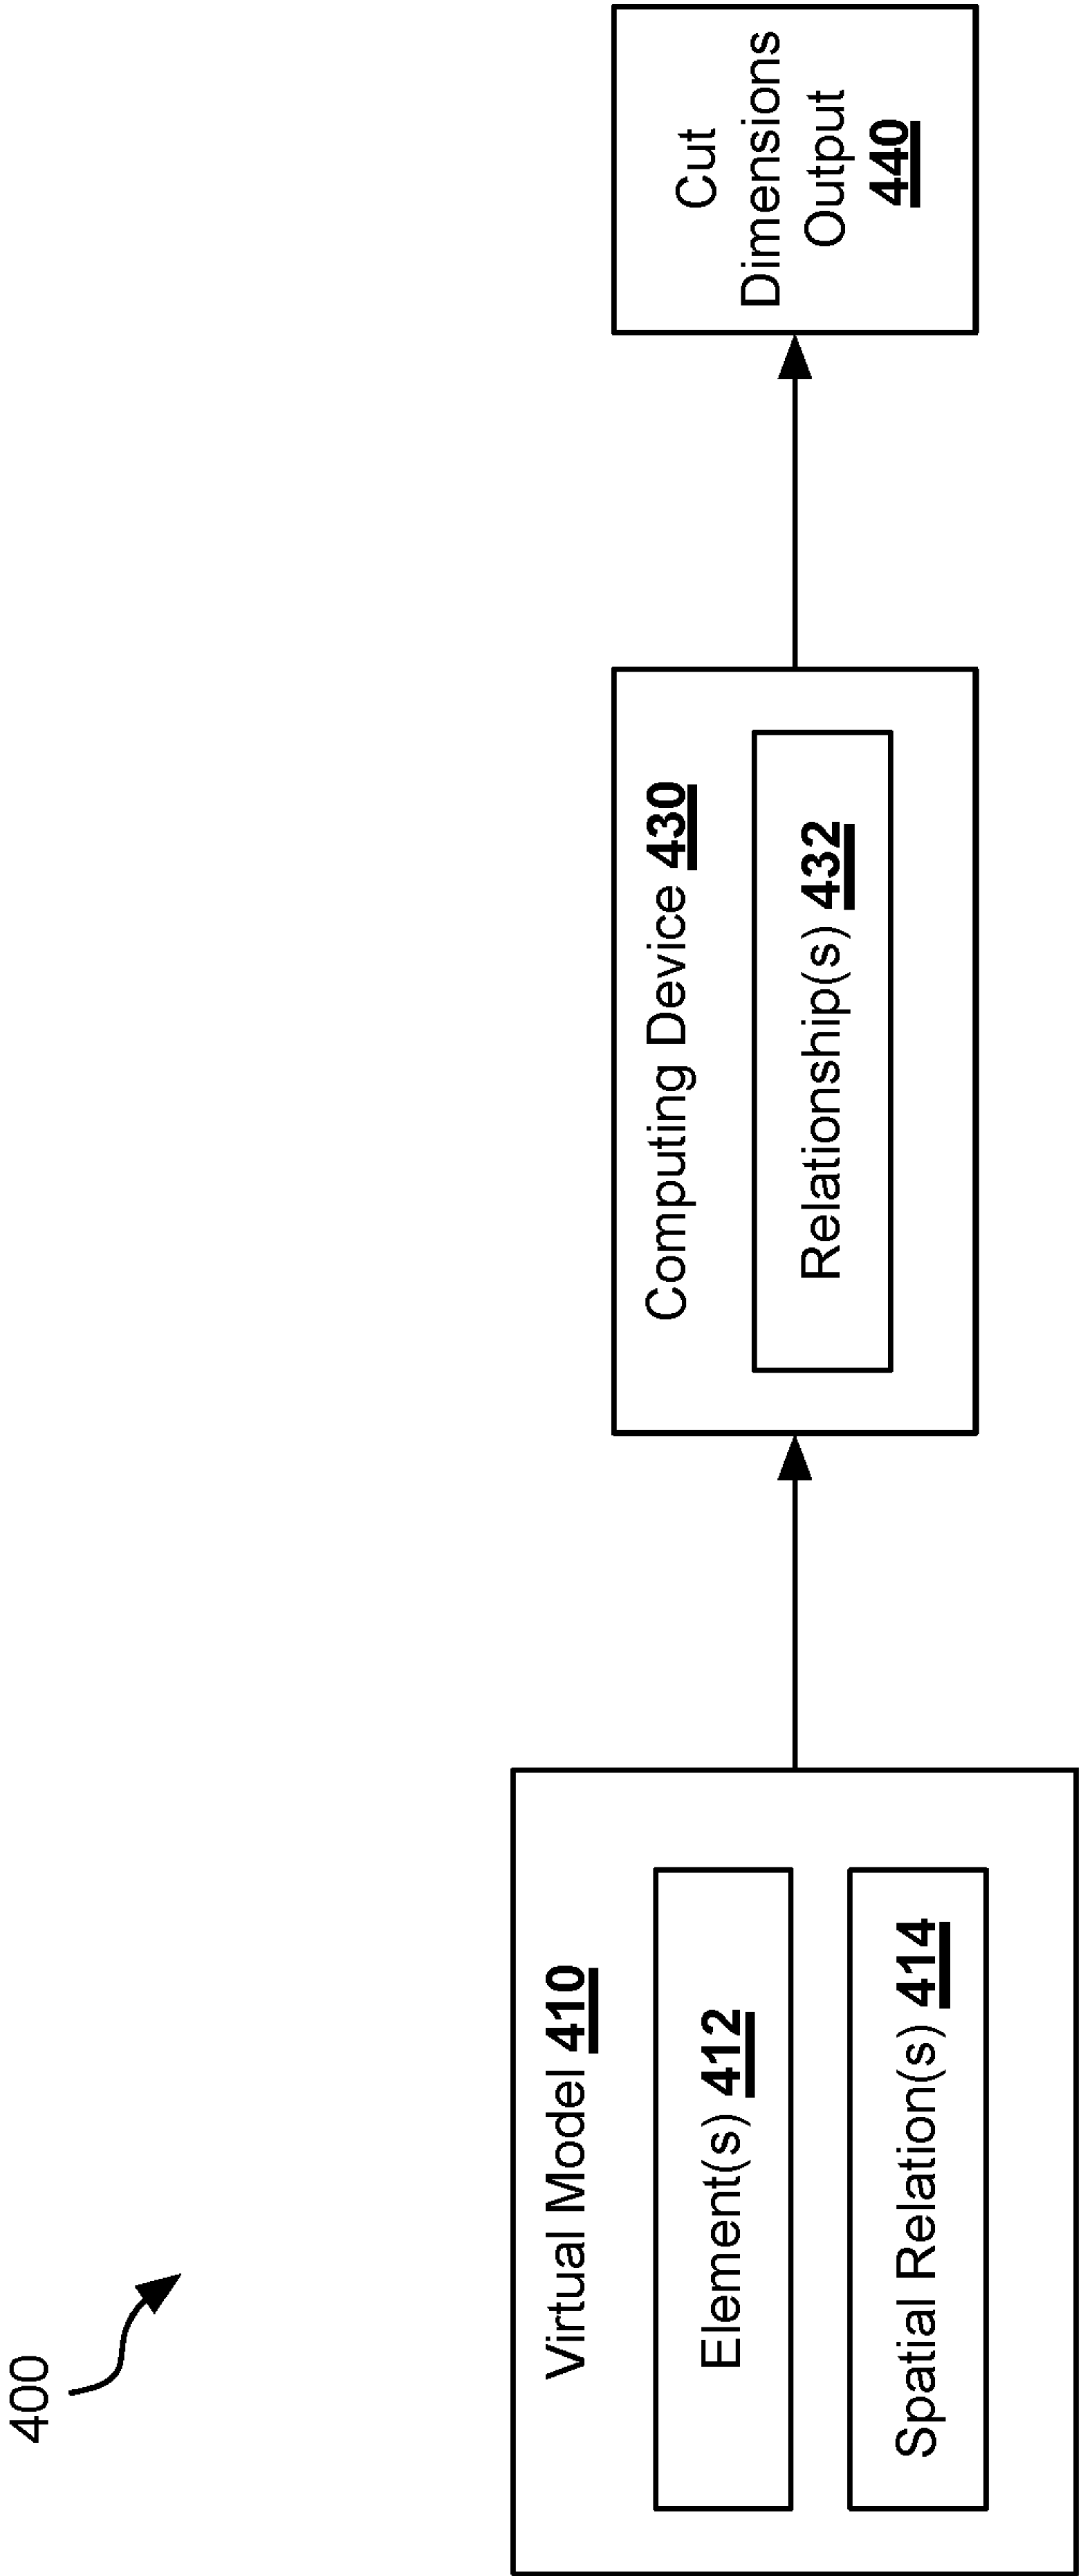 400
Virtual Model 410
Element(s) 412
Spatial Relation(s) 414
Computing Device 430
Relationship(s) 432
Cut
Dimensions
Output
440